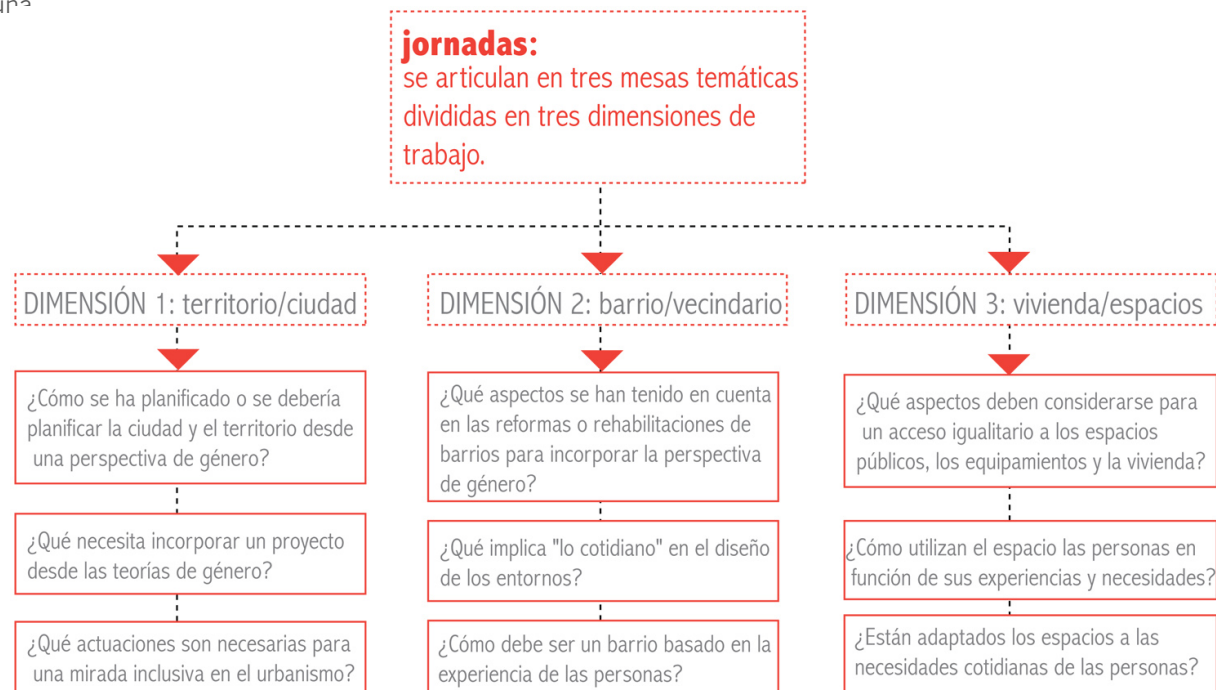 jornadas:
se articulan en tres mesas temáticas
divididas en tres dimensiones de
trabajo.
DIMENSIÓN 1: territorio/ciudad
¿Cómo se ha planificado o se debería
planificar la ciudad y el territorio desde
una perspectiva de género?
¿Qué necesita incorporar un proyecto
desde las teorías de género?
¿Qué actuaciones son necesarias para
una mirada inclusiva en el urbanismo?
DIMENSIÓN 2: barrio/vecindario
¿Qué aspectos se han tenido en cuenta
en las reformas o rehabilitaciones de
barrios para incorporar la perspectiva
de género?
¿Qué implica "lo cotidiano" en el diseño
de los entornos?
¿Cómo debe ser un barrio basado en la
experiencia de las personas?
DIMENSIÓN 3: vivienda/espacios
¿Qué aspectos deben considerarse para
un acceso igualitario a los espacios
públicos, los equipamientos y la vivienda?
¿Cómo utilizan el espacio las personas en
función de sus experiencias y necesidades?
¿Están adaptados los espacios a las
necesidades cotidianas de las personas?